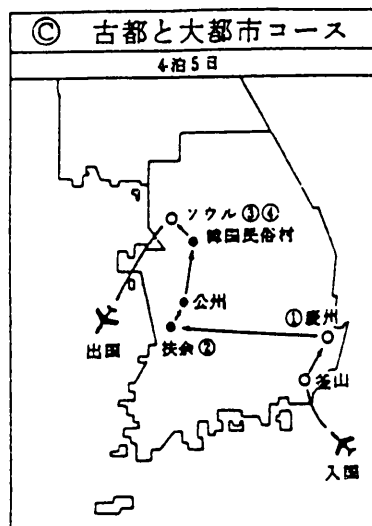 Ⓒ 古都と大都市コース
4泊5日
ソウル③④
韓国民俗村
公州
①慶州
扶余②
出国
釜山
入国